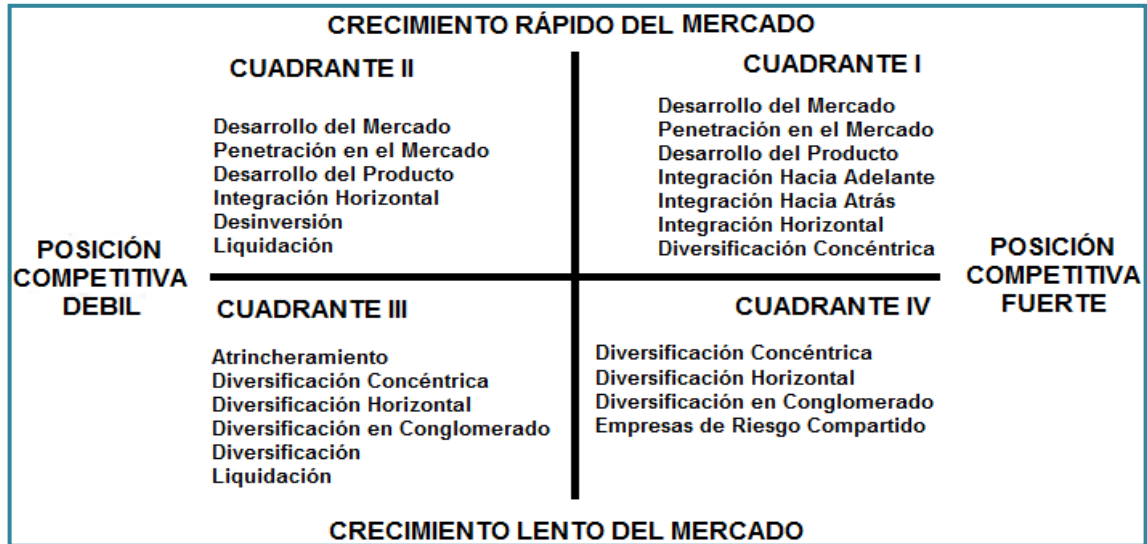 CRECIMIENTO RÁPIDO DEL MERCADO
CUADRANTE II
Desarrollo del Mercado
Penetración en el Mercado
Desarrollo del Producto
Integración Horizontal
Desinversión
Liquidación
CUADRANTE I
Desarrollo del Mercado
Penetración en el Mercado
Desarrollo del Producto
Integración Hacia Adelante
Integración Hacia Atrás
Integración Horizontal
Diversificación Concéntrica
POSICIÓN
COMPETITIVA
DEBIL
POSICIÓN
COMPETITIVA
FUERTE
CUADRANTE III
Atrincheramiento
Diversificación Concéntrica
Diversificación Horizontal
Diversificación en Conglomerado
Diversificación
Liquidación
CUADRANTE IV
Diversificación Concéntrica
Diversificación Horizontal
Diversificación en Conglomerado
Empresas de Riesgo Compartido
CRECIMIENTO LENTO DEL MERCADO